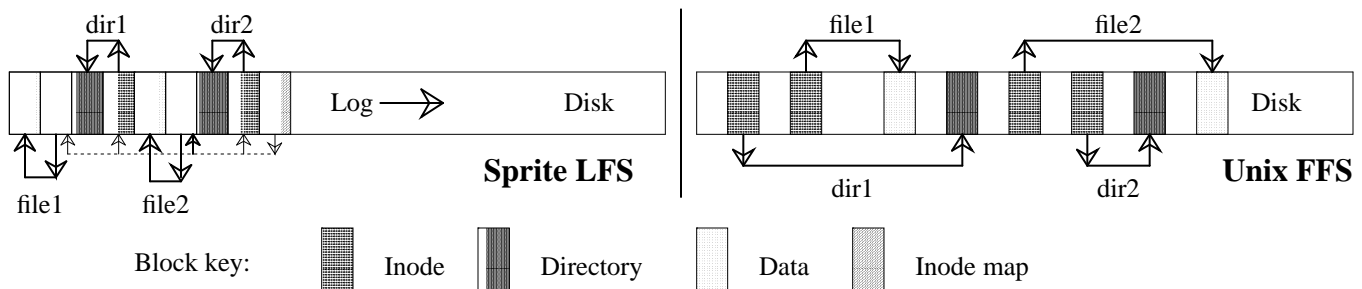 dir1 dir2 file1 file2
Log Disk Disk
Sprite LFS Unix FFS
file1 file2 dir1 dir2
Block key: Inode Directory Data Inode map